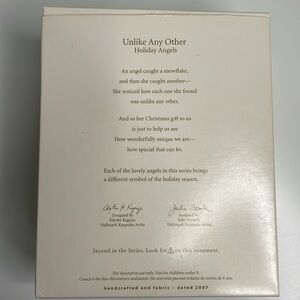 Unlike Any Other
Holiday Angels
An angel caught a snowflake,
and then she caught another—
She noticed how each one she found
was unlike any other.
And so her Christmas gift to us
is just to help us see
How wonderfully unique we are—
how special that can be.
Each of the lovely angels in this series brings
a different symbol of the holiday season.
Designed by
Edythe Kegrize
Hallmark Keepsake Artist
Sculpted by
Julie Forsyth
Hallmark Keepsake Artist
Second in the Series. Look for 2 on this ornament.
For decorative use only. Not for children under 8.
handcrafted and fabric – dated 2007